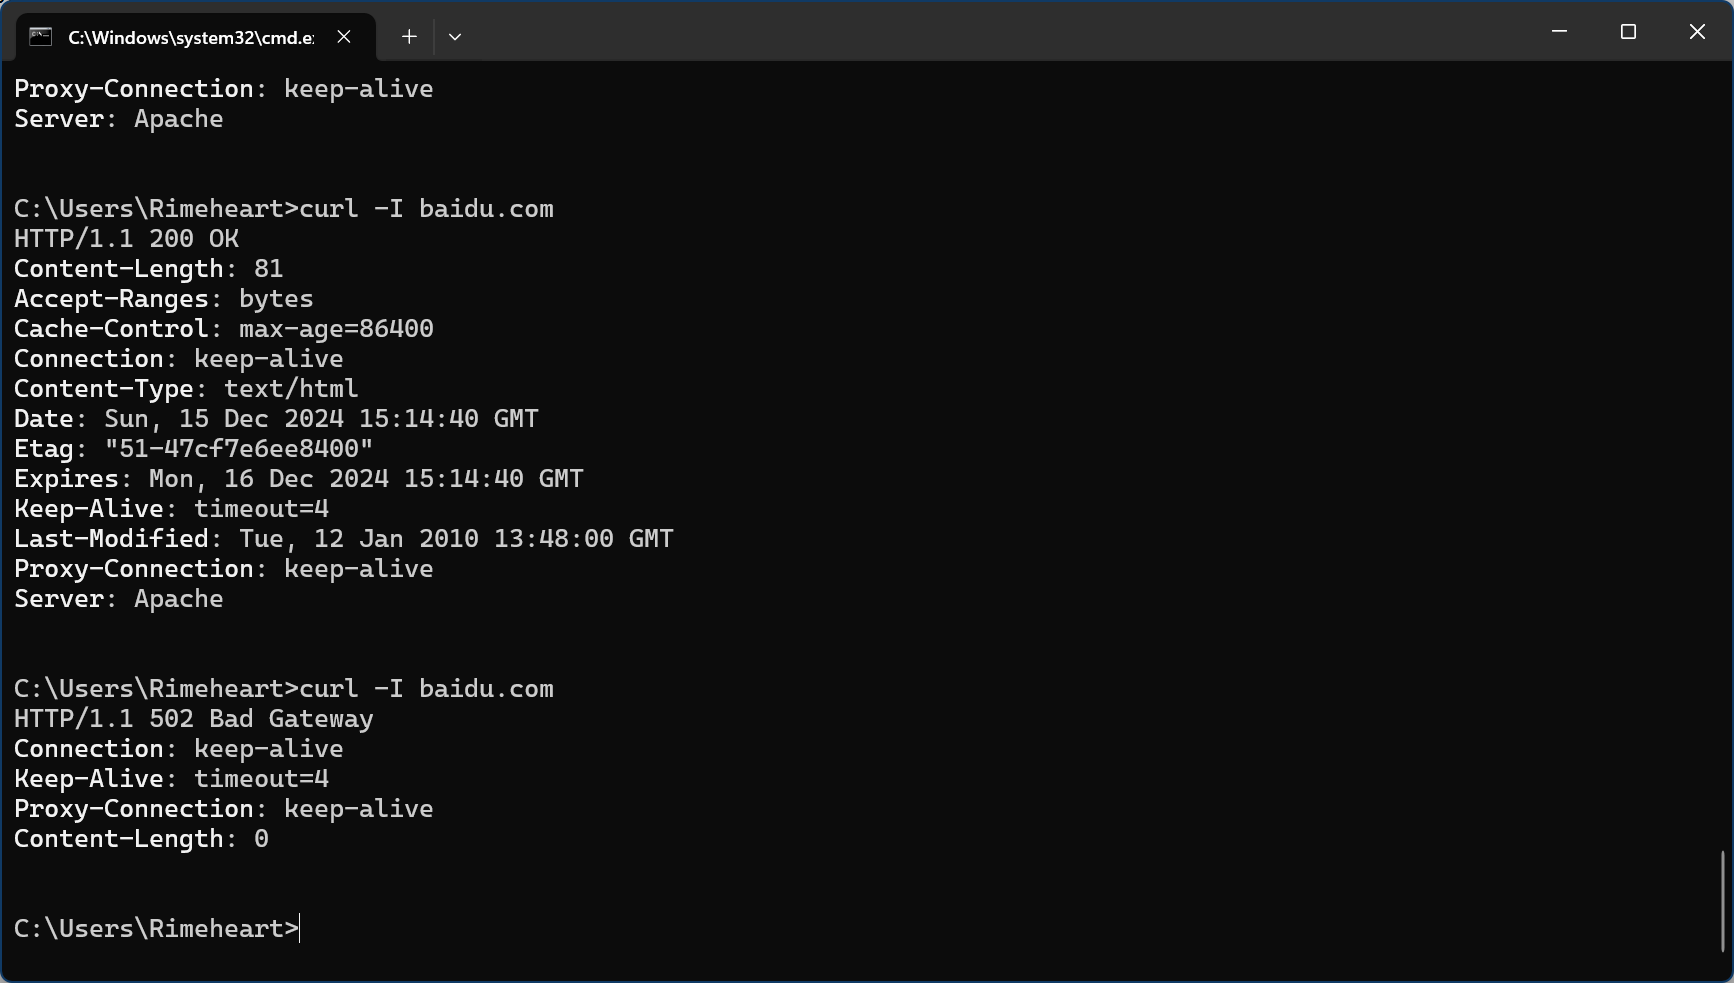 C:\Windows\system32\cmd.e
Proxy-Connection: keep-alive
Server: Apache
C:\Users\Rimeheart>curl -I baidu.com
HTTP/1.1 200 OK
Content-Length: 81
Accept-Ranges: bytes
Cache-Control: max-age=86400
Connection: keep-alive
Content-Type: text/html
Date: Sun, 15 Dec 2024 15:14:40 GMT
Etag: "51-47cf7e6ee8400"
Expires: Mon, 16 Dec 2024 15:14:40 GMT
Keep-Alive: timeout=4
Last-Modified: Tue, 12 Jan 2010 13:48:00 GMT
Proxy-Connection: keep-alive
Server: Apache
C:\Users\Rimeheart>curl -I baidu.com
HTTP/1.1 502 Bad Gateway
Connection: keep-alive
Keep-Alive: timeout=4
Proxy-Connection: keep-alive
Content-Length: 0
C:\Users\Rimeheart>